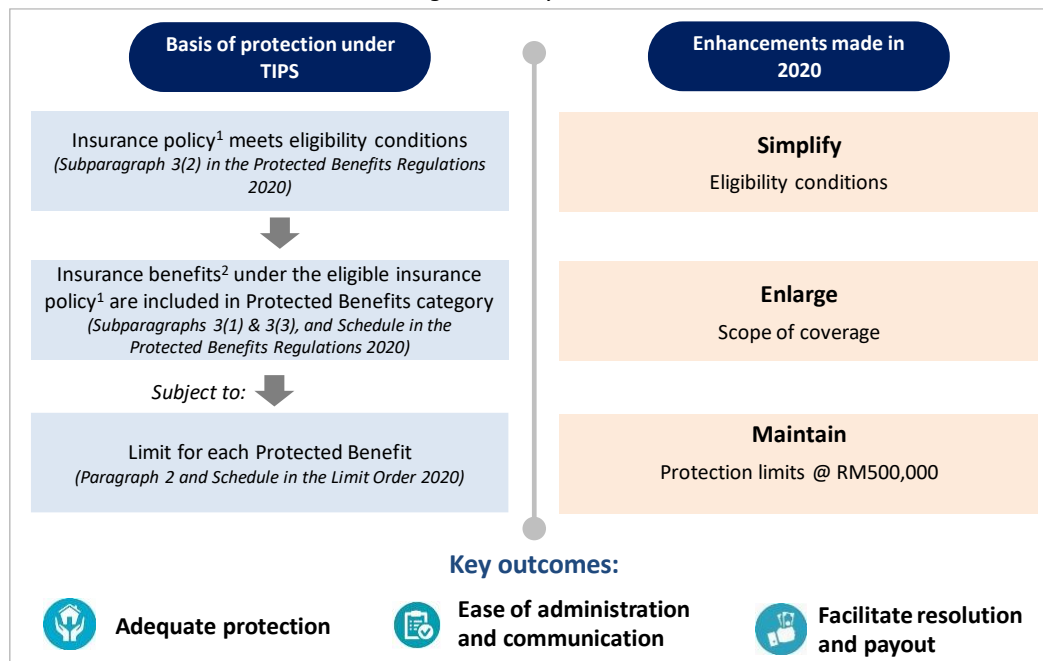 Basis of protection under
TIPS
Enhancements made in
2020
Insurance policy1 meets eligibility conditions
(Subparagraph 3(2) in the Protected Benefits Regulations
2020)
Simplify
Eligibility conditions
Insurance benefits2 under the eligible insurance
policy1 are included in Protected Benefits category
(Subparagraphs 3(1) & 3(3), and Schedule in the
Protected Benefits Regulations 2020)
Enlarge
Scope of coverage
Subject to:
Limit for each Protected Benefit
(Paragraph 2 and Schedule in the Limit Order 2020)
Maintain
Protection limits @ RM500,000
Key outcomes:
Adequate protection
Ease of administration
and communication
Facilitate resolution
and payout